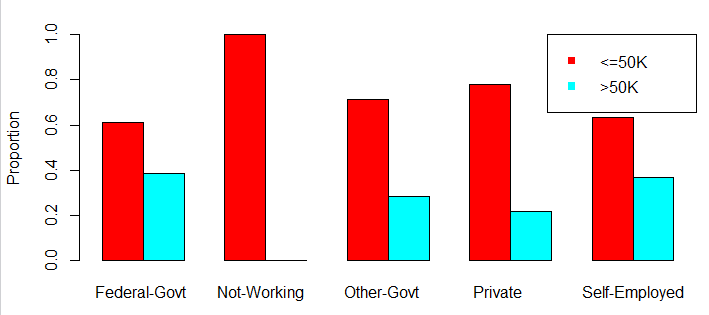 Proportion
1.0
0.8
0.6
0.4
0.2
0.0
<=50K
>50K
Federal-Govt Not-Working Other-Govt Private Self-Employed